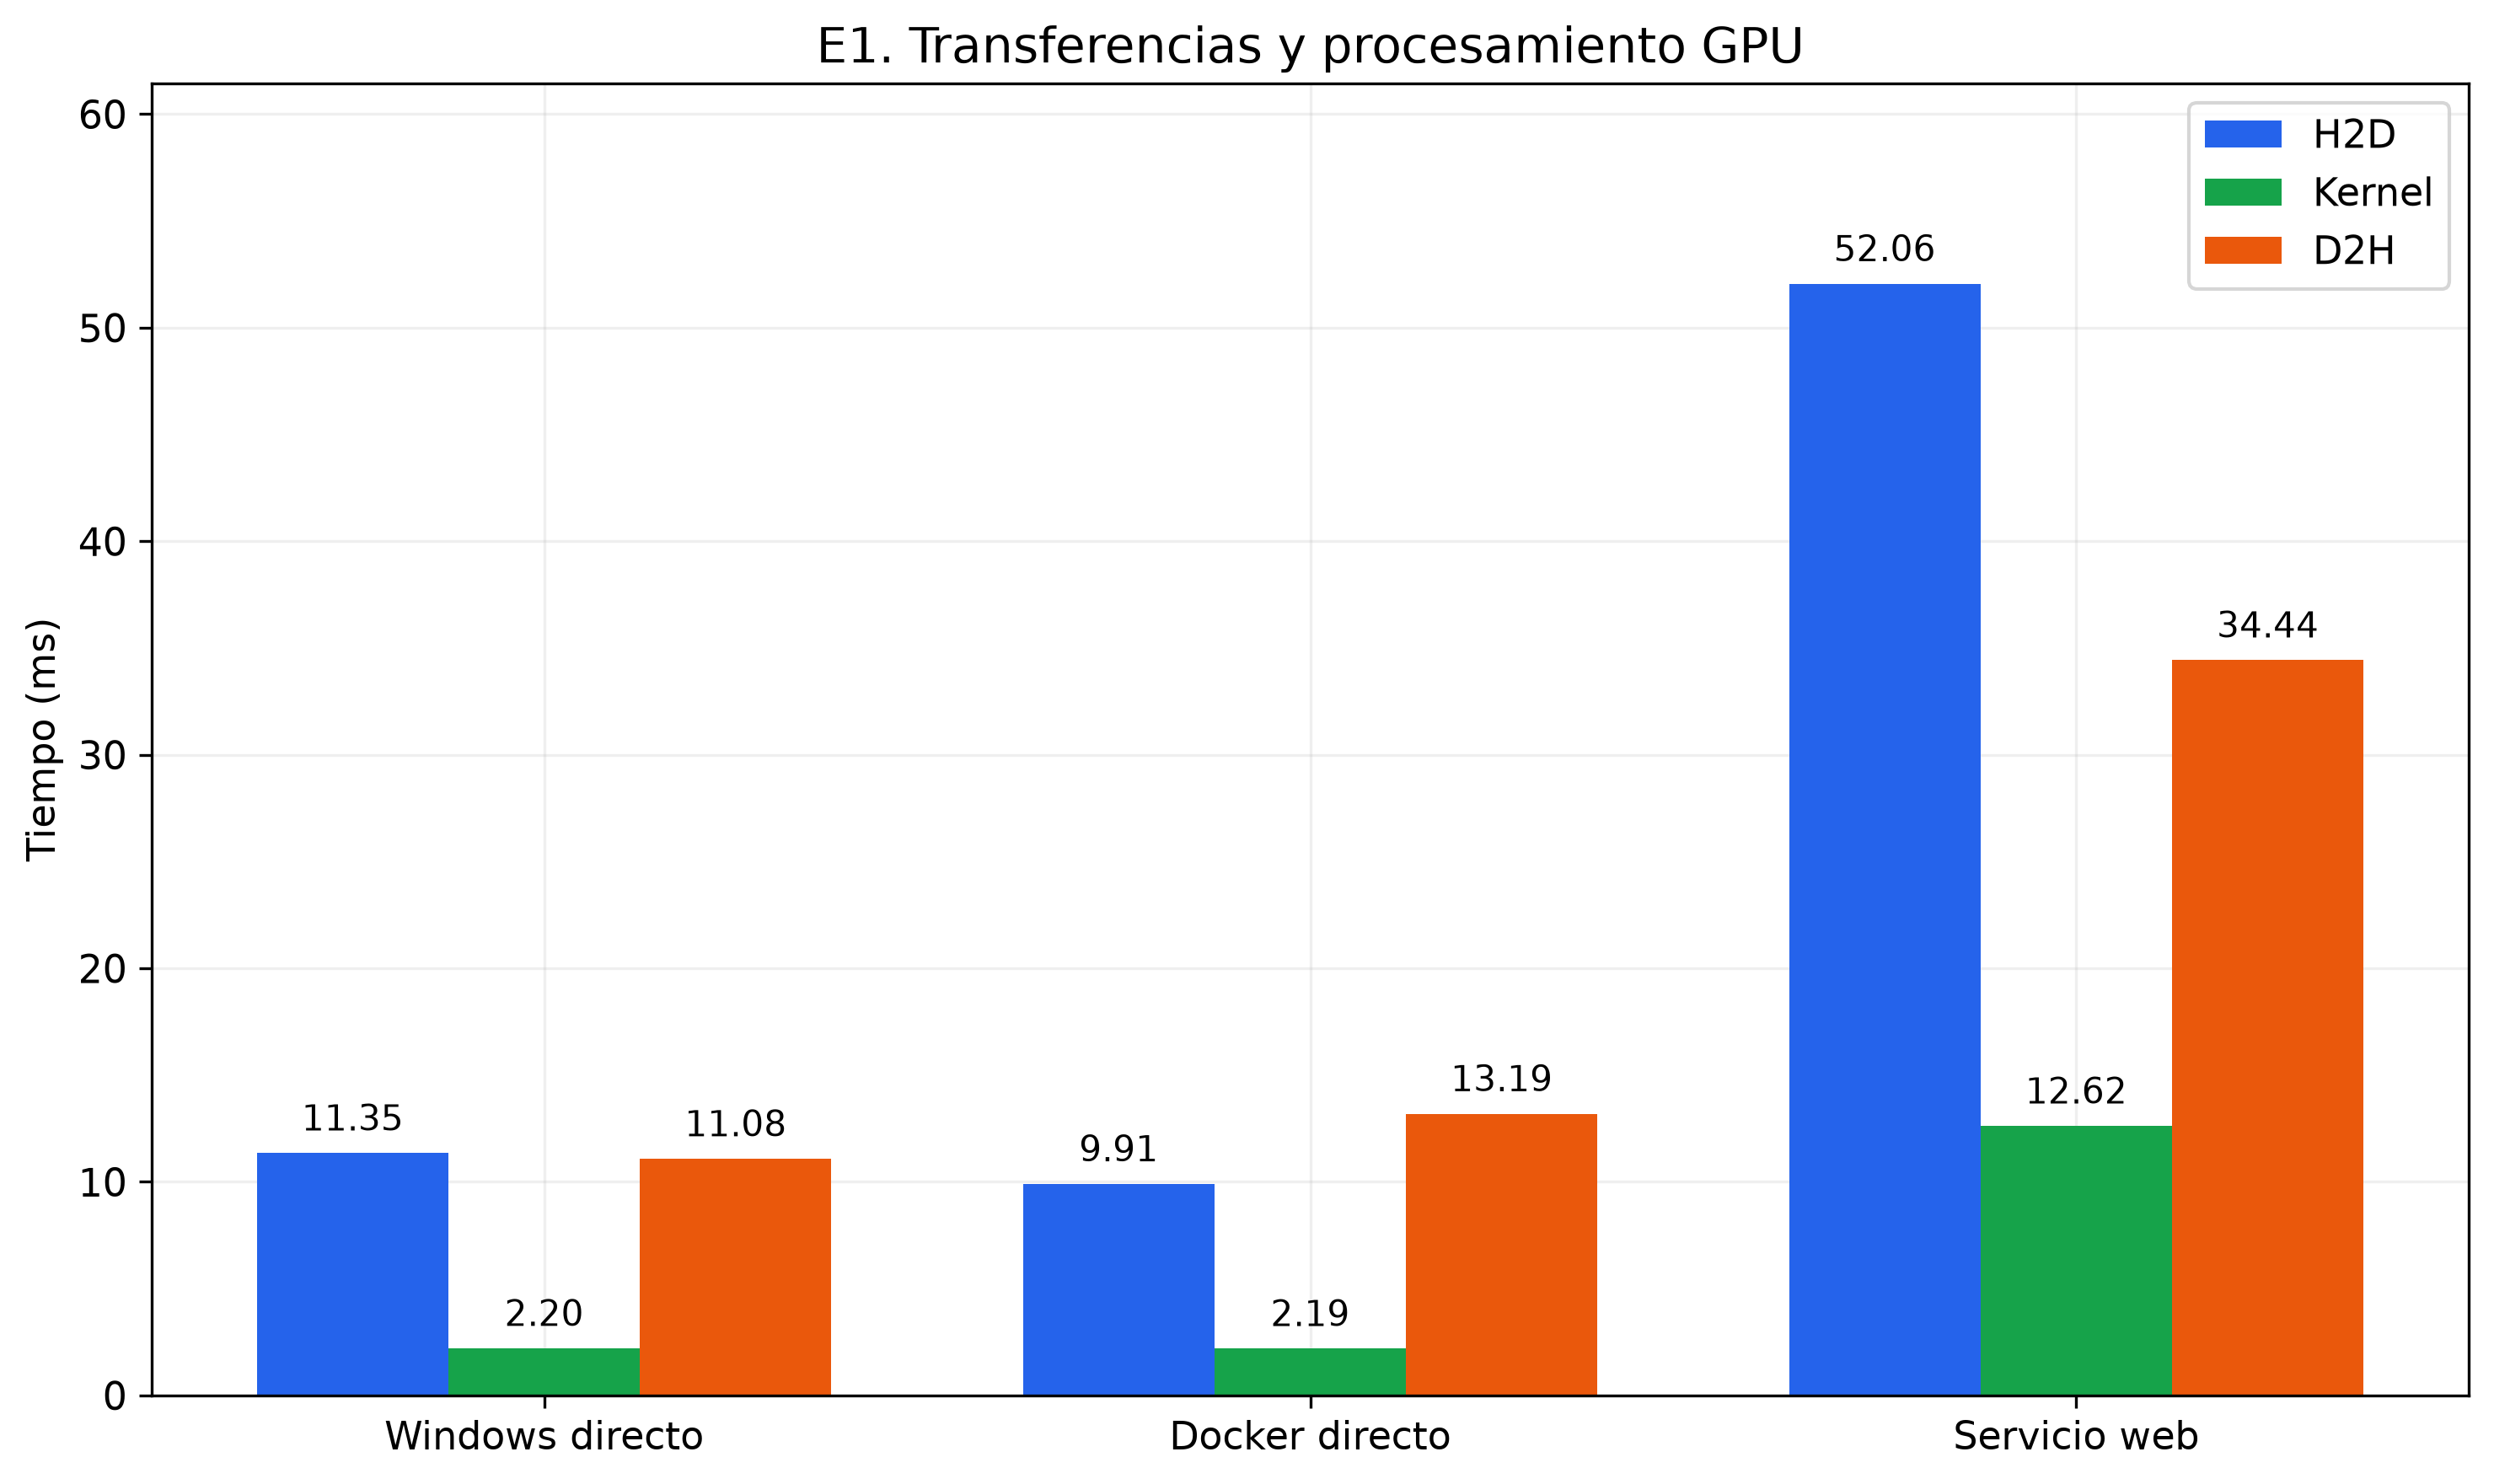 E1. Transferencias y procesamiento GPU
60
50
40
30
20
10
0
Tiempo (ms)
H2D
Kernel
D2H
11.35
2.20
11.08
9.91
2.19
13.19
52.06
12.62
34.44
Windows directo
Docker directo
Servicio web